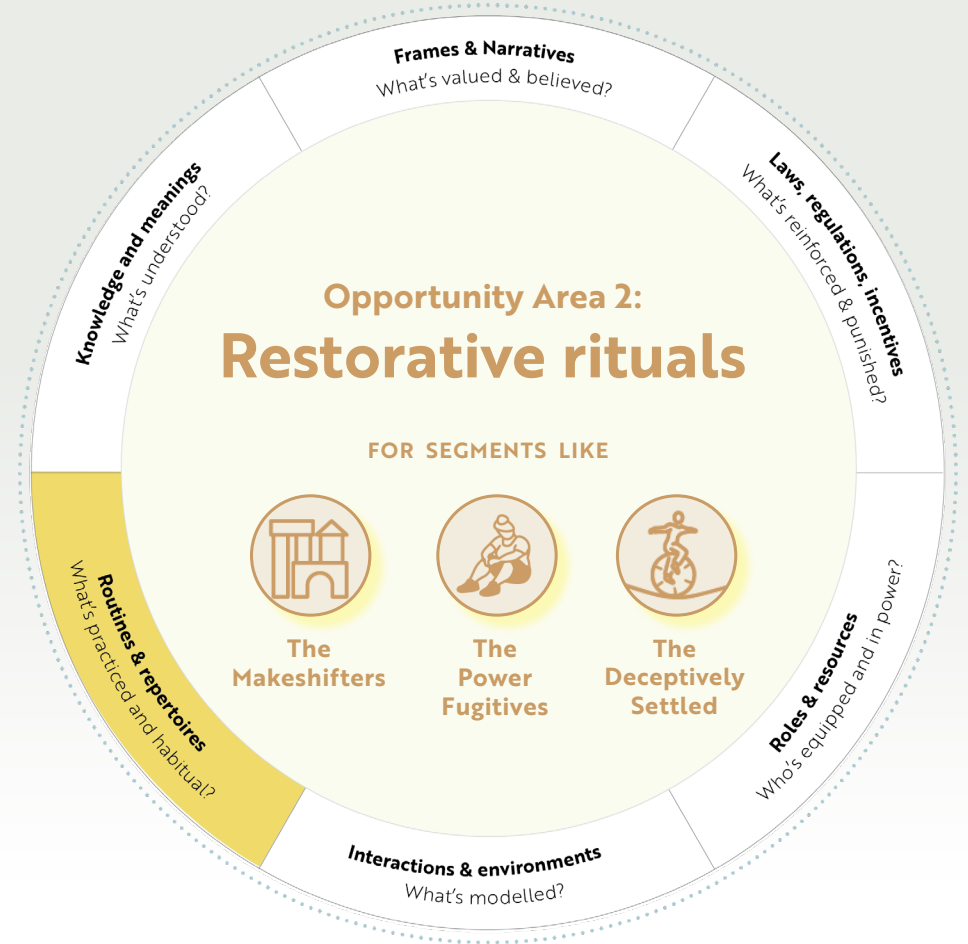 Frames & Narratives
What's valued & believed?
Laws, regulations, incentives
What's reinforced & punished?
Roles & resources
Who's equipped and in power?
Interactions & environments
What's modelled?
Routines & repertoires
What's practiced and habitual?
Knowledge and meanings
What's understood?
Opportunity Area 2:
Restorative rituals
FOR SEGMENTS LIKE
The
Makeshifters
The
Power
Fugitives
The
Deceptively
Settled